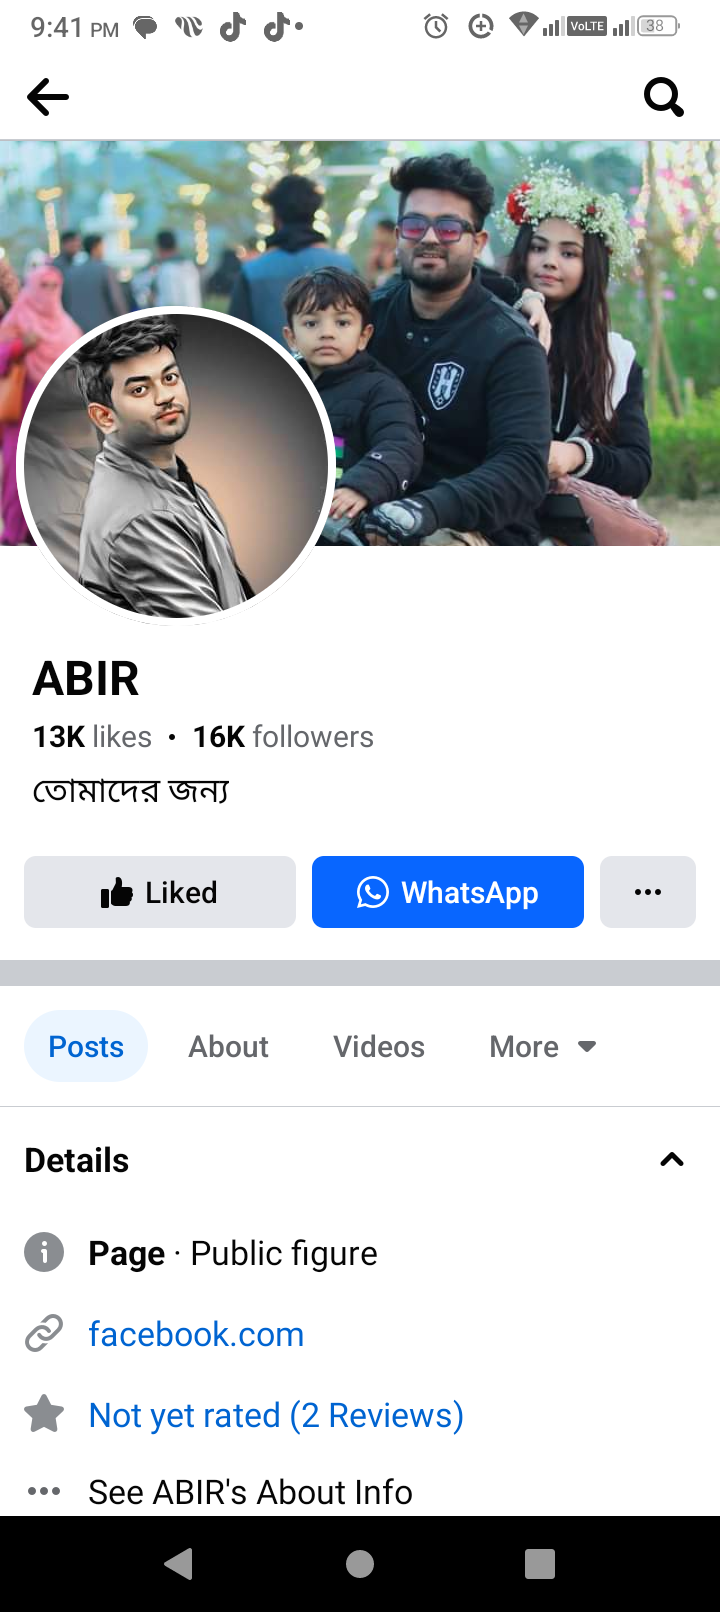 9:41 PM
VoLTE
38
ABIR
13K likes • 16K followers
তোমাদের জন্য
Liked
WhatsApp
Posts
About
Videos
More
Details
Page · Public figure
facebook.com
Not yet rated (2 Reviews)
See ABIR's About Info